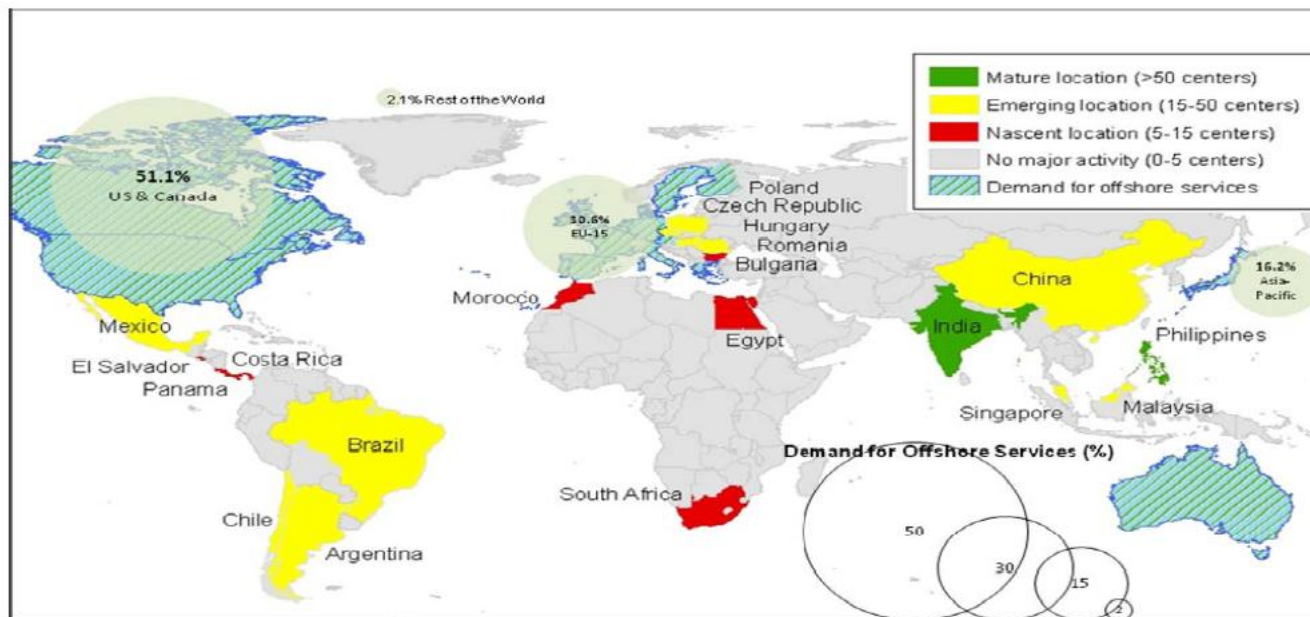 Mature location (>50 centers)
Emerging location (15-50 centers)
Nascent location (5-15 centers)
No major activity (0-5 centers)
Demand for offshore services
2.1% Rest of the World
51.1%
US & Canada
30.6%
EU-15
16.2%
Asia-
Pacific
Poland
Czech Republic
Hungary
Romania
Bulgaria
Morocco
Egypt
China
India
Philippines
Mexico
El Salvador
Costa Rica
Panama
Singapore
Malaysia
Brazil
South Africa
Chile
Argentina
Demand for Offshore Services (%)
50
30
15
2